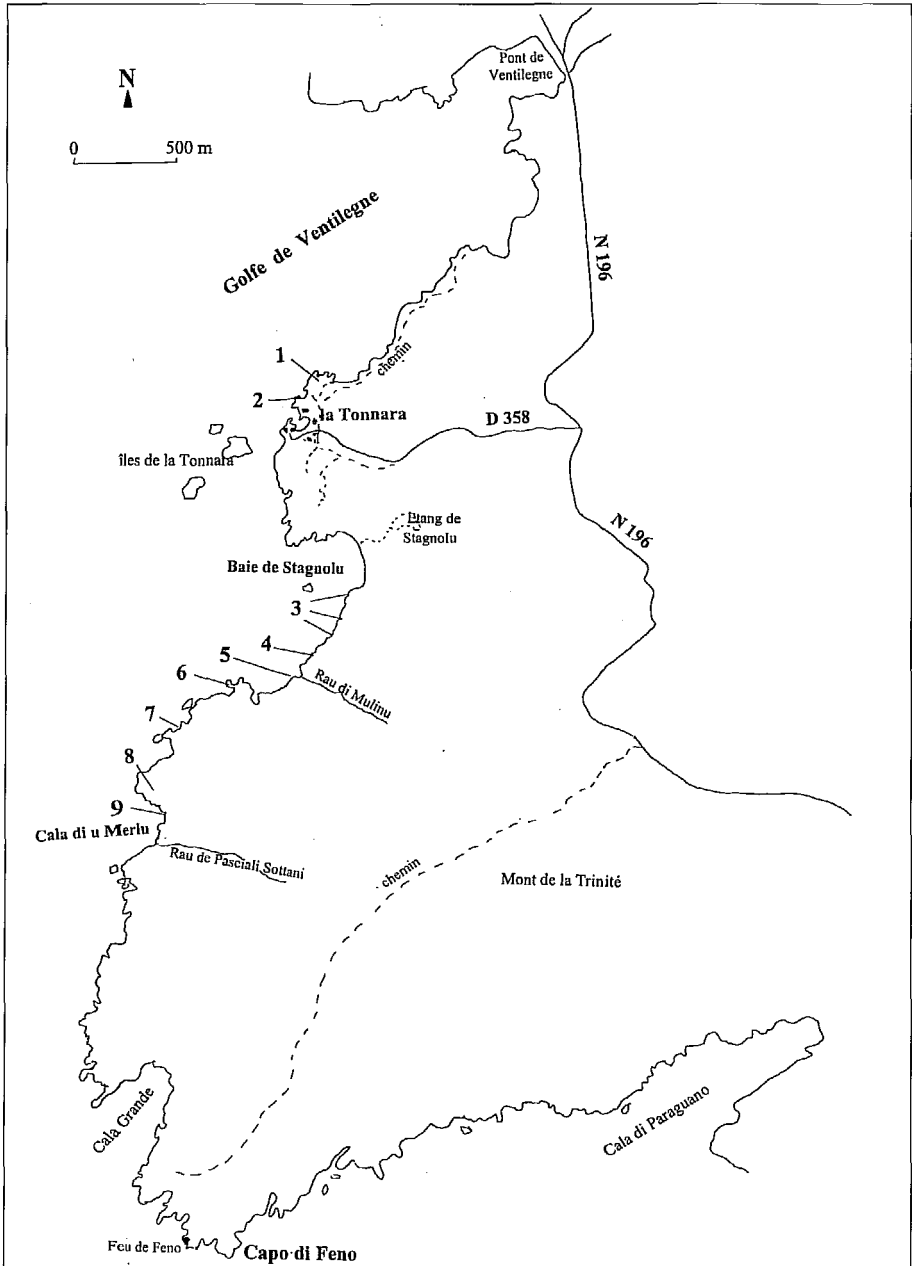 Pont de
Ventilegne
N
0 500 m
Golfe de Ventilegne
N 196
chemin
1
2
la Tonnara
D 358
îles de la Tonnara
Etang de
Stagnolu
N 196
Baie de Stagnolu
3
4
5
Rau di Mulinu
6
7
8
9
Cala di u Merlu
Rau de Pasciali Sottani
chemin
Mont de la Trinité
Cala Grande
Cala di Paraguano
Feu de Feno
Capo di Feno